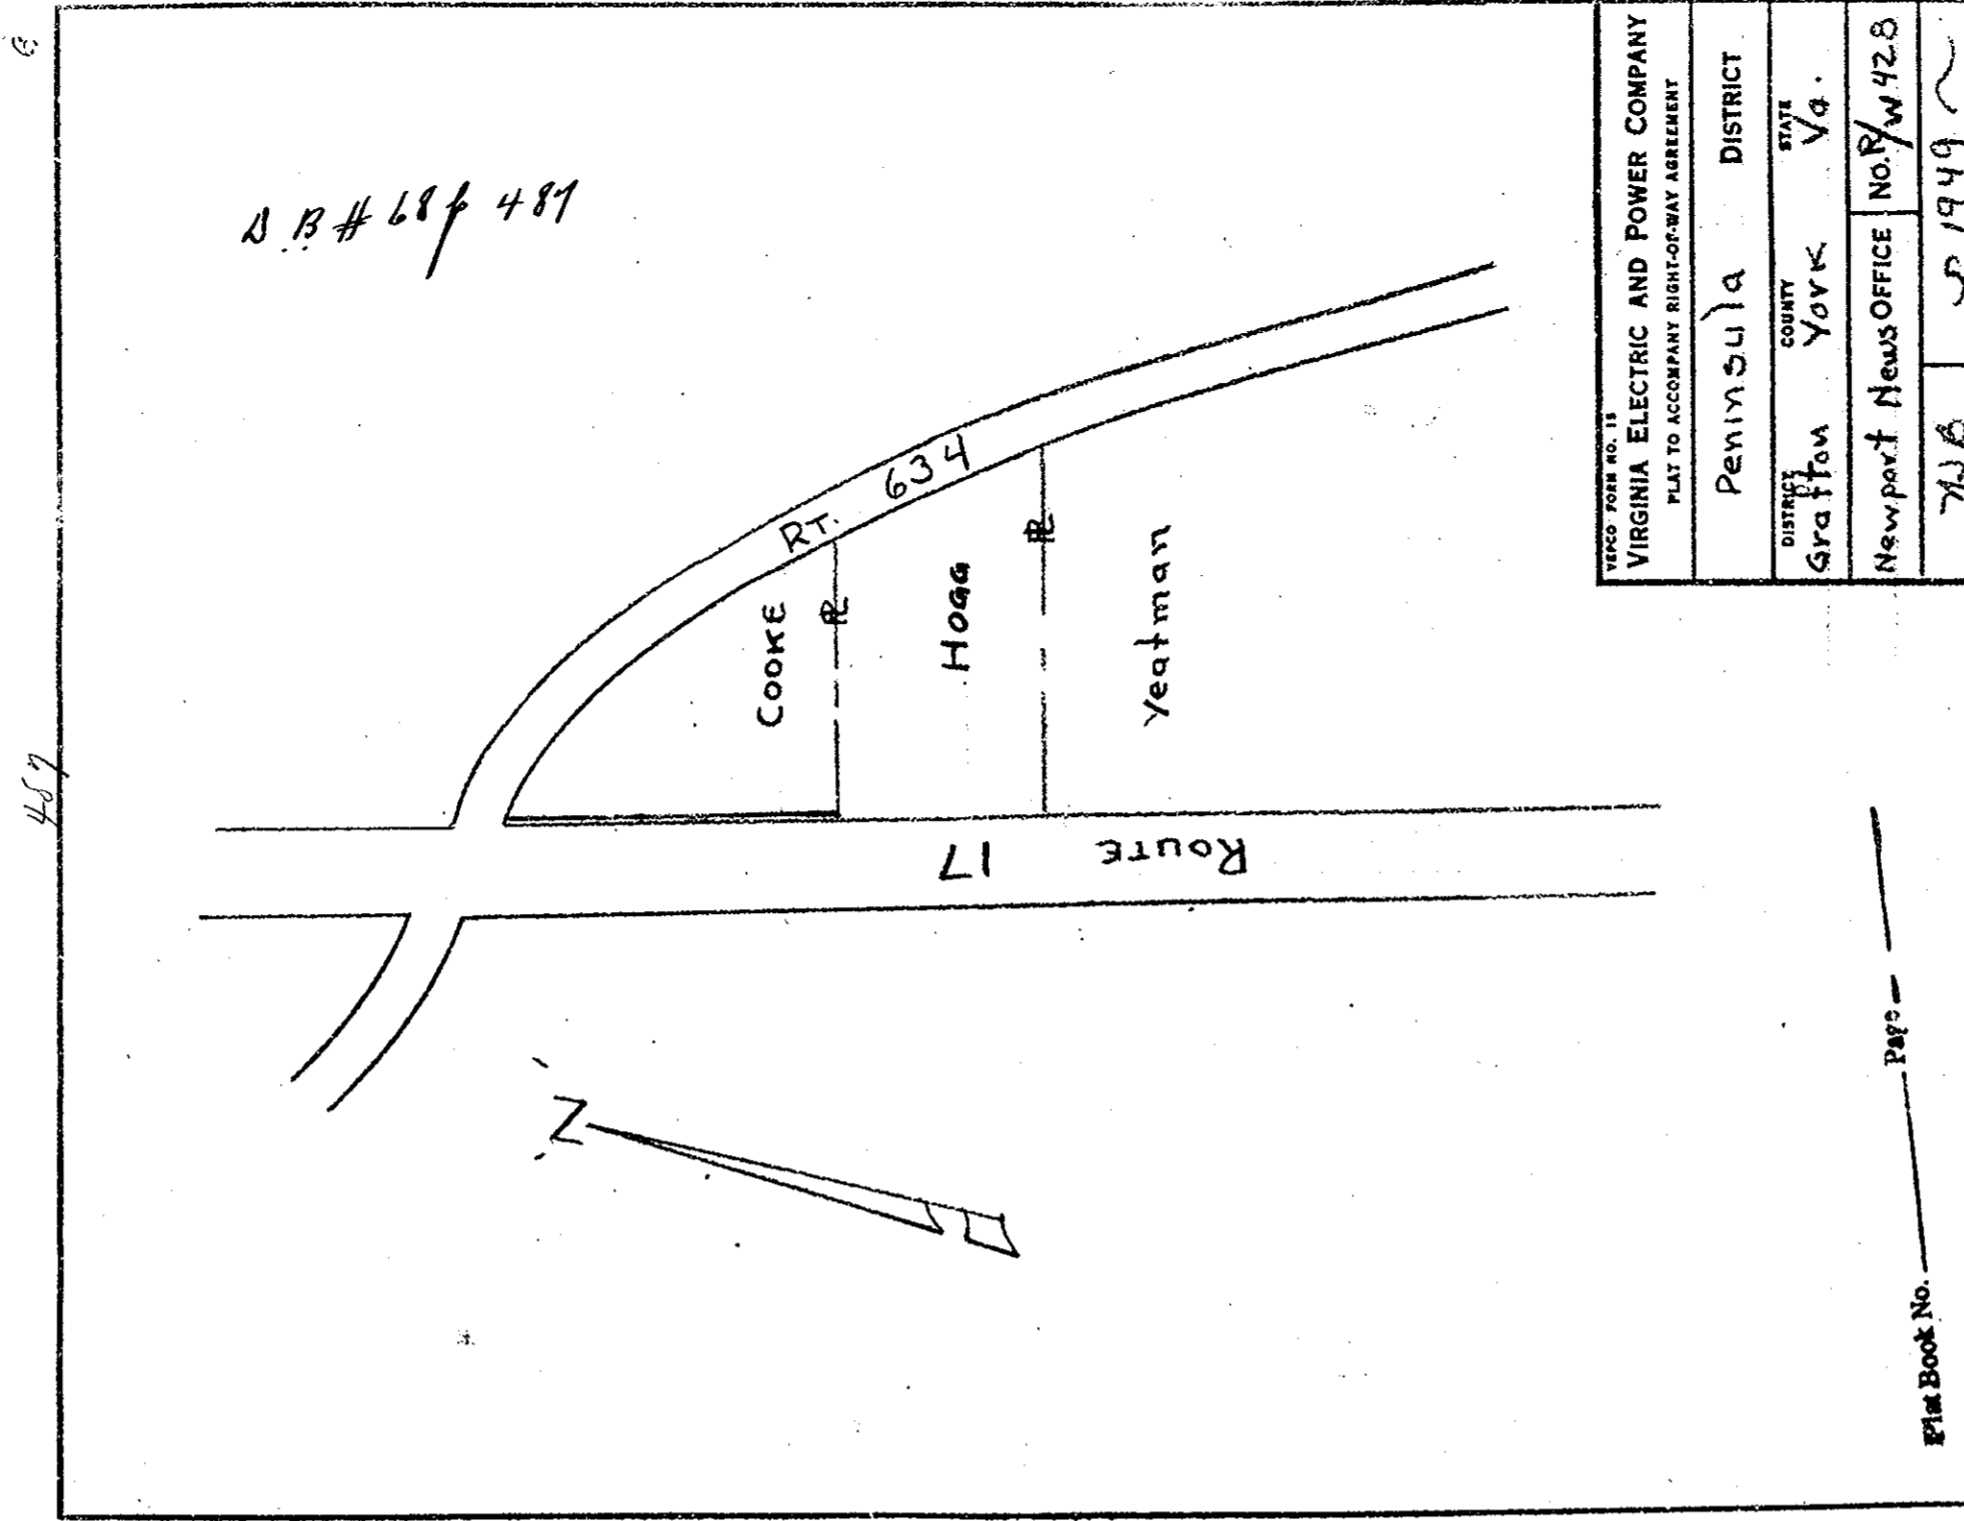 487
D.B # 68 p 487
RT. 634
COOKE
PL
HOGG
PL
Yeatman
ROUTE 17
N
VEPCO FORM NO. 15
VIRGINIA ELECTRIC AND POWER COMPANY
PLAT TO ACCOMPANY RIGHT-OF-WAY AGREEMENT
Peninsula DISTRICT
DISTRICT COUNTY STATE
Grafton York Va.
Newport News OFFICE NO. R/W 428
1949
Plat Book No. Page